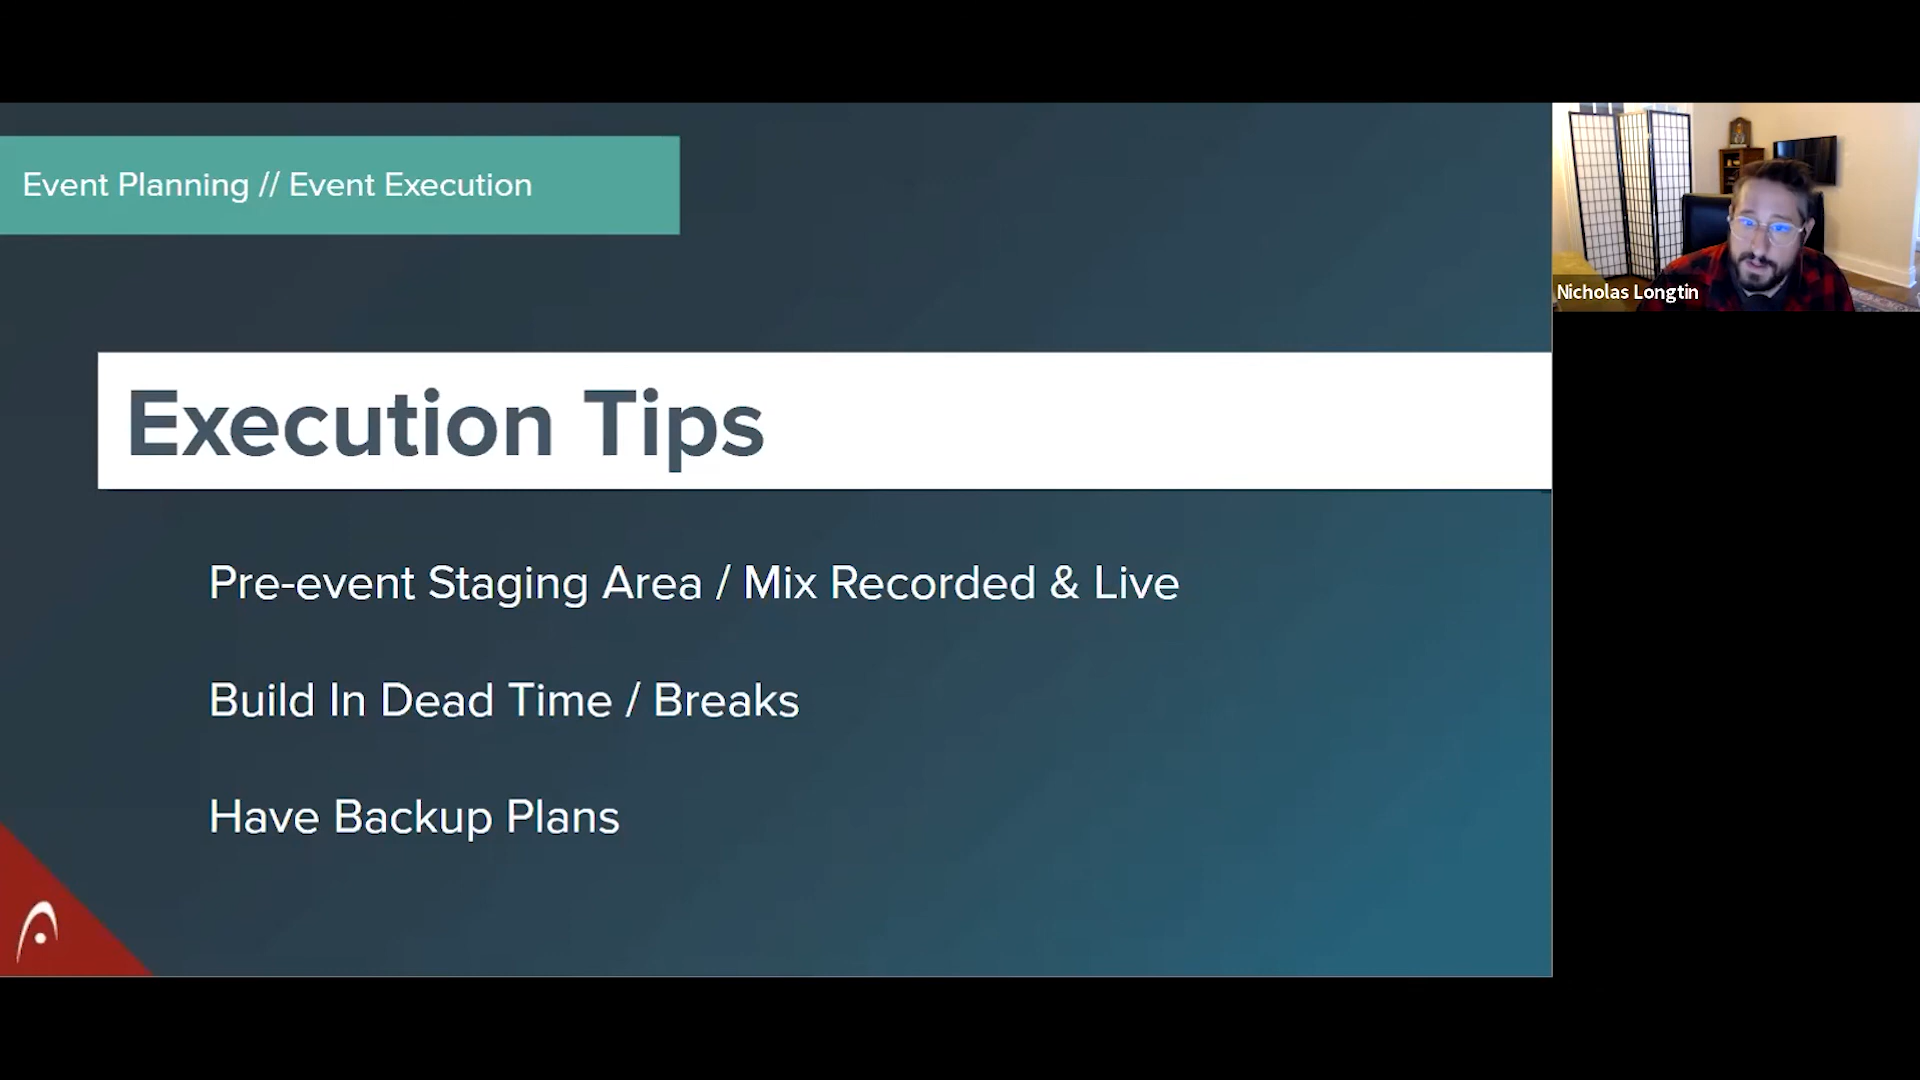 Event Planning // Event Execution
Nicholas Longtin
Execution Tips
Pre-event Staging Area / Mix Recorded & Live
Build In Dead Time / Breaks
Have Backup Plans